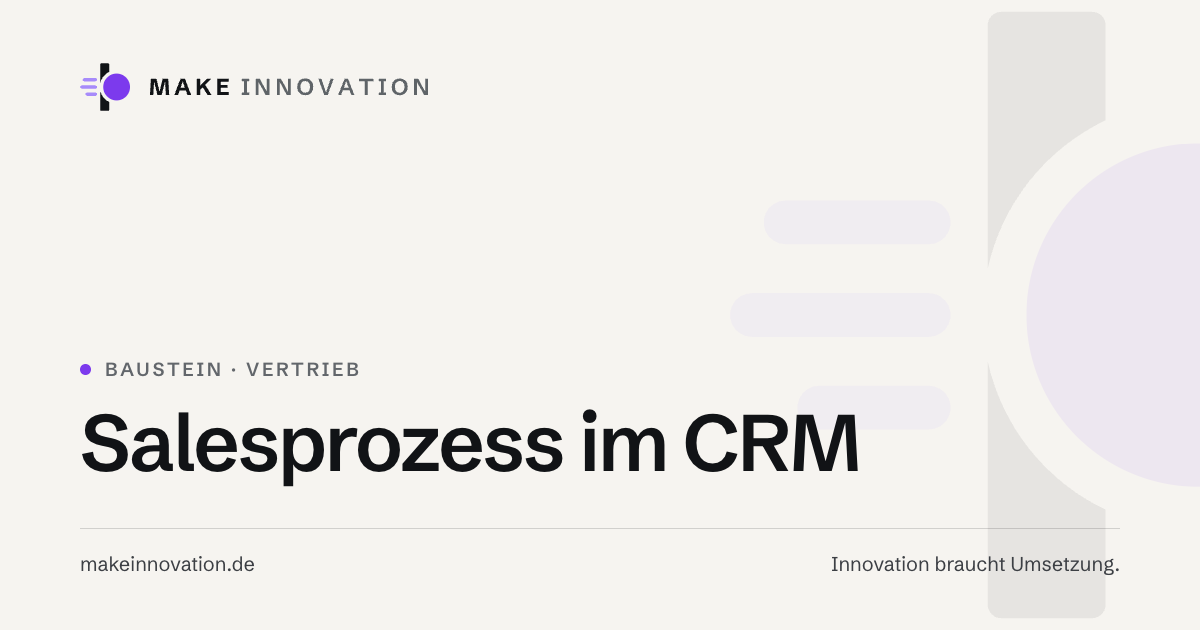 MAKE INNOVATION
BAUSTEIN · VERTRIEB
Salesprozess im CRM
makeinnovation.de
Innovation braucht Umsetzung.